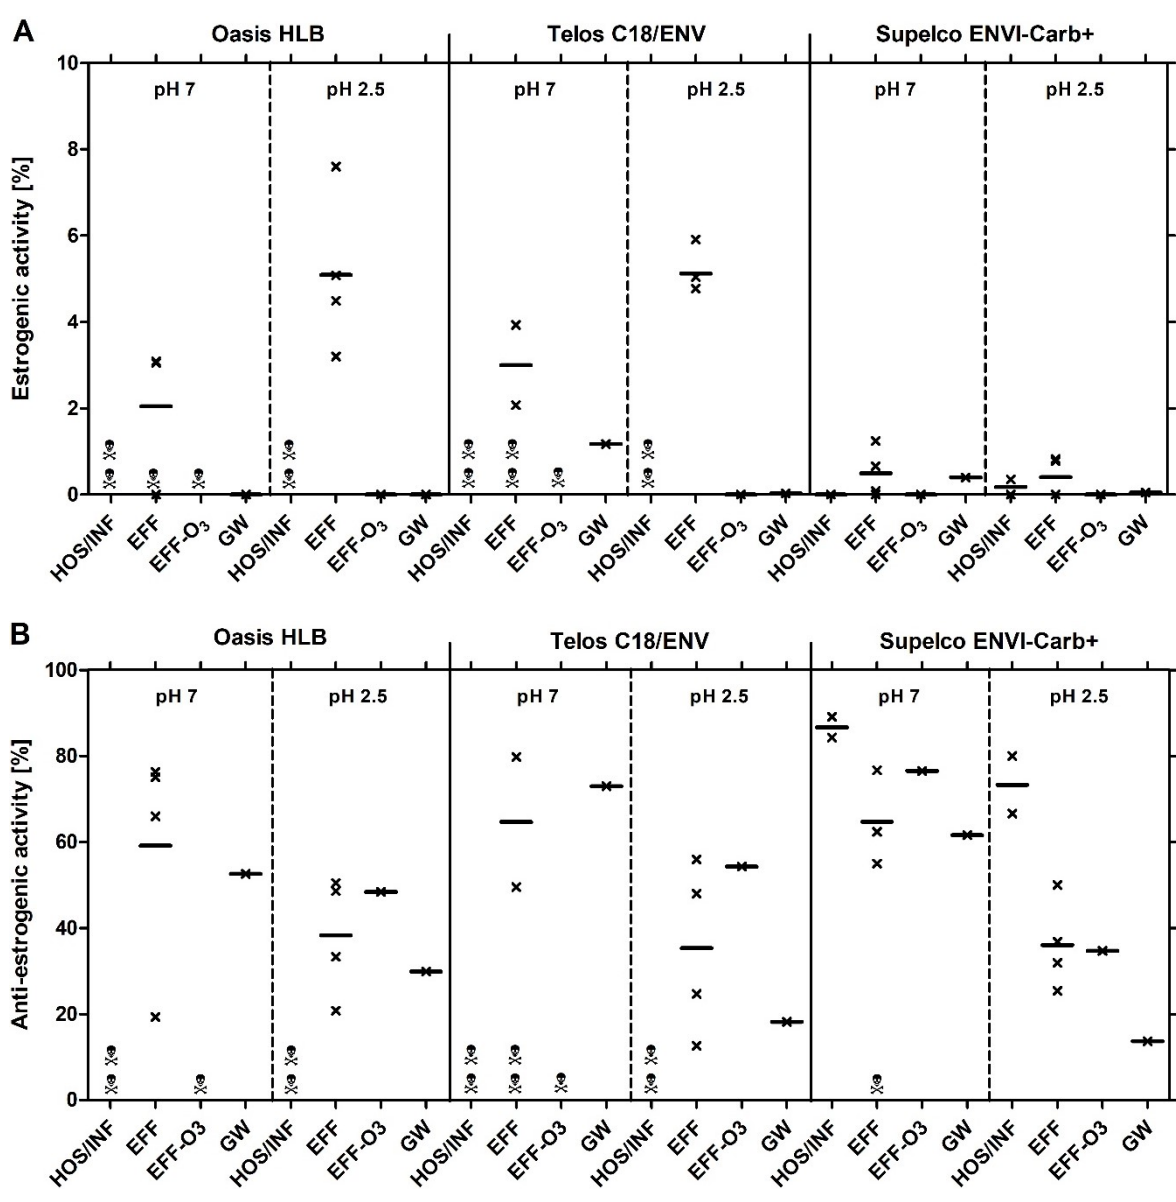 A
Oasis HLB Telos C18/ENV Supelco ENVI-Carb+
pH 7 pH 2.5 pH 7 pH 2.5 pH 7 pH 2.5
Estrogenic activity [%]
10
8
6
4
2
0
HOS/INF EFF EFF-O₃ GW HOS/INF EFF EFF-O₃ GW HOS/INF EFF EFF-O₃ GW HOS/INF EFF EFF-O₃ GW HOS/INF EFF EFF-O₃ GW HOS/INF EFF EFF-O₃ GW
B
Oasis HLB Telos C18/ENV Supelco ENVI-Carb+
pH 7 pH 2.5 pH 7 pH 2.5 pH 7 pH 2.5
Anti-estrogenic activity [%]
100
80
60
40
20
0
HOS/INF EFF EFF-O3 GW HOS/INF EFF EFF-O3 GW HOS/INF EFF EFF-O3 GW HOS/INF EFF EFF-O3 GW HOS/INF EFF EFF-O3 GW HOS/INF EFF EFF-O3 GW